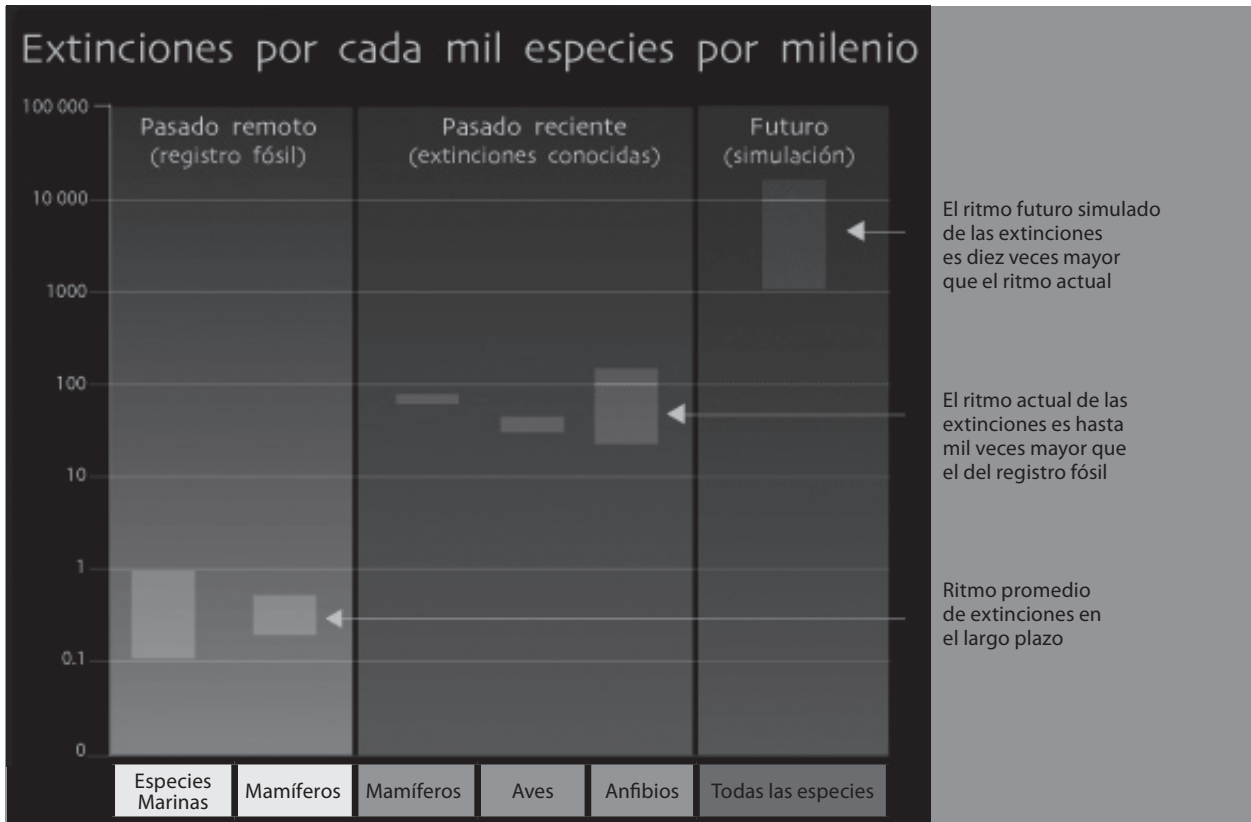 Extinciones por cada mil especies por milenio
100 000
10 000
1000
100
10
1
0.1
0
Pasado remoto
(registro fósil)
Pasado reciente
(extinciones conocidas)
Futuro
(simulación)
El ritmo futuro simulado
de las extinciones
es diez veces mayor
que el ritmo actual
El ritmo actual de las
extinciones es hasta
mil veces mayor que
el del registro fósil
Ritmo promedio
de extinciones en
el largo plazo
Especies
Marinas
Mamíferos
Mamíferos
Aves
Anfibios
Todas las especies